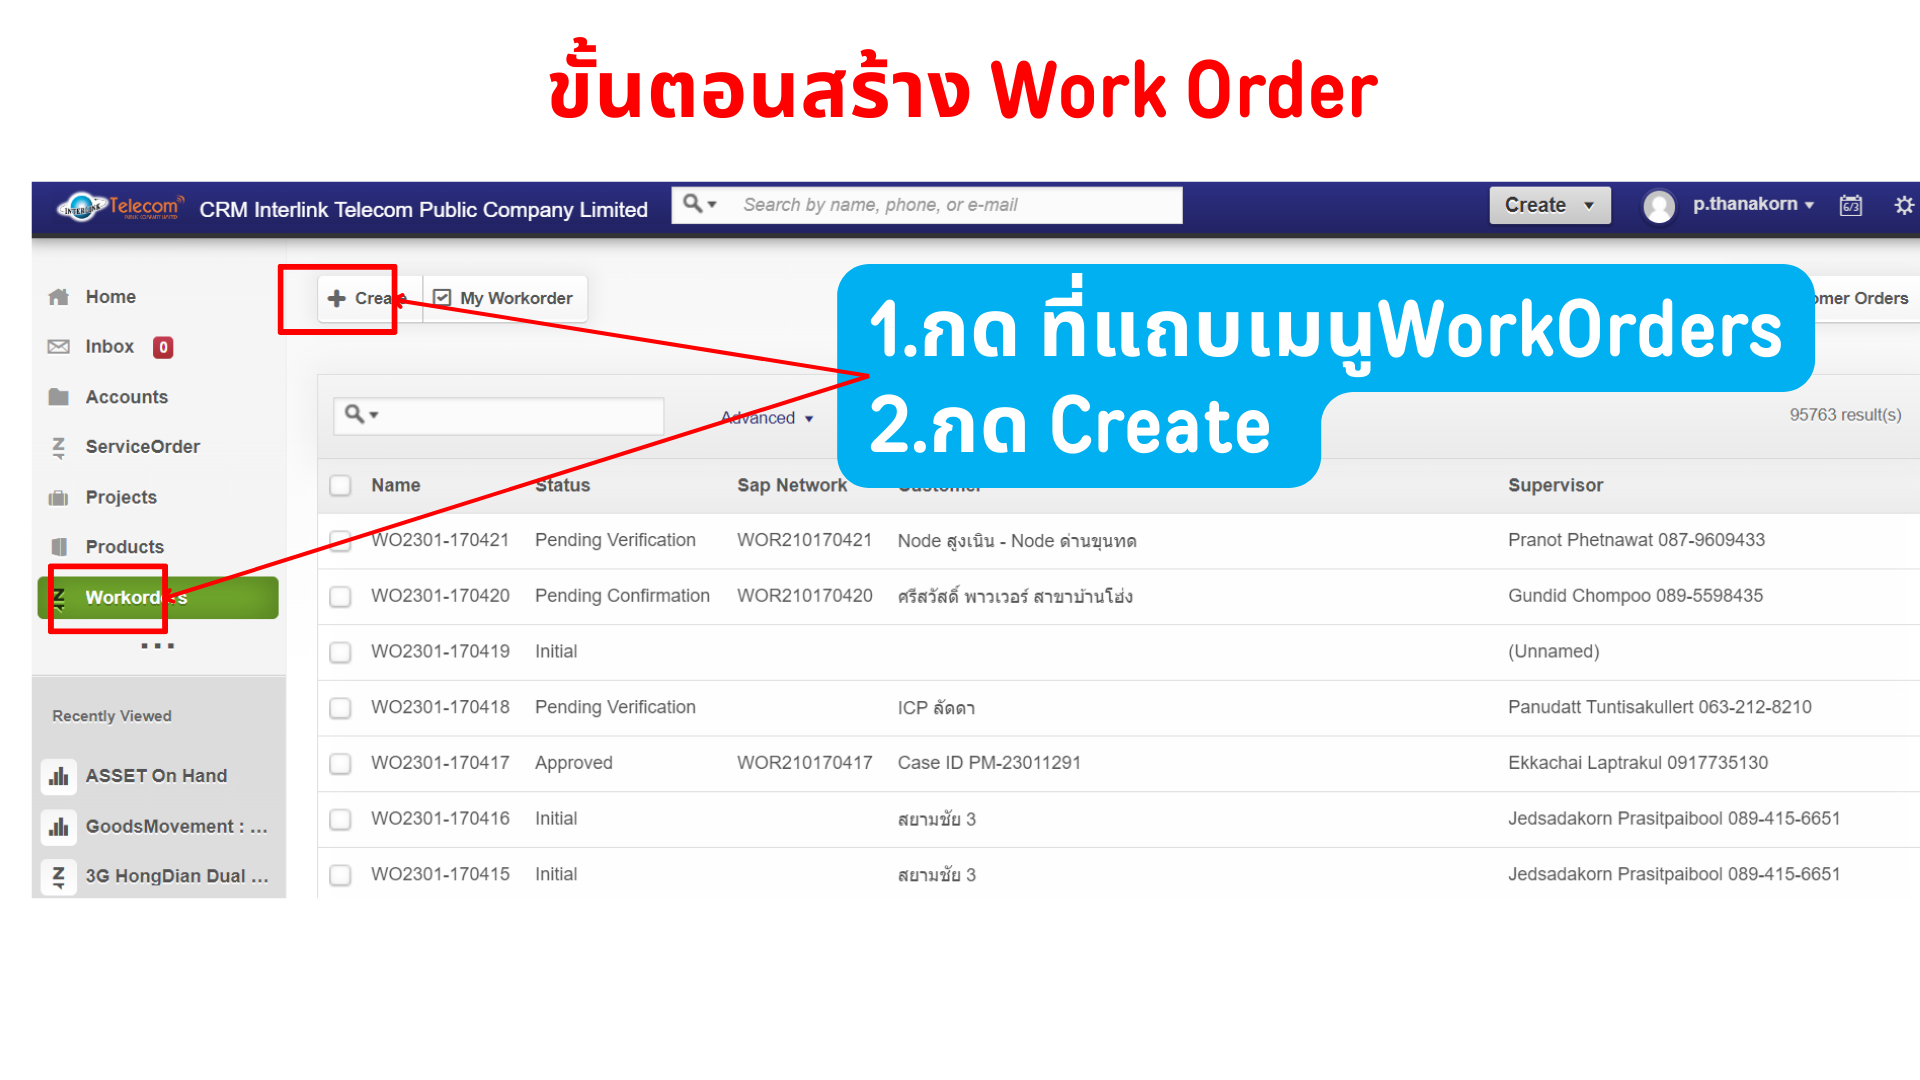 ขั้นตอนสร้าง Work Order
INTERLINK Telecom CRM Interlink Telecom Public Company Limited Search by name, phone, or e-mail Create p.thanakorn 6/3
Home
Inbox 0
Accounts
ServiceOrder
Projects
Products
Workorders
Recently Viewed
ASSET On Hand
GoodsMovement : ...
3G HongDian Dual ...
Create My Workorder omer Orders
1.กด ที่แถบเมนูWorkOrders
2.กด Create
Advanced 95763 result(s)
Name Status Sap Network Customer Supervisor
WO2301-170421 Pending Verification WOR210170421 Node สูงเนิน - Node ด่านขุนทด Pranot Phetnawat 087-9609433
WO2301-170420 Pending Confirmation WOR210170420 ศรีสวัสดิ์ พาวเวอร์ สาขาบ้านโฮ่ง Gundid Chompoo 089-5598435
WO2301-170419 Initial (Unnamed)
WO2301-170418 Pending Verification ICP ลัดดา Panudatt Tuntisakullert 063-212-8210
WO2301-170417 Approved WOR210170417 Case ID PM-23011291 Ekkachai Laptrakul 0917735130
WO2301-170416 Initial สยามชัย 3 Jedsadakorn Prasitpaibool 089-415-6651
WO2301-170415 Initial สยามชัย 3 Jedsadakorn Prasitpaibool 089-415-6651